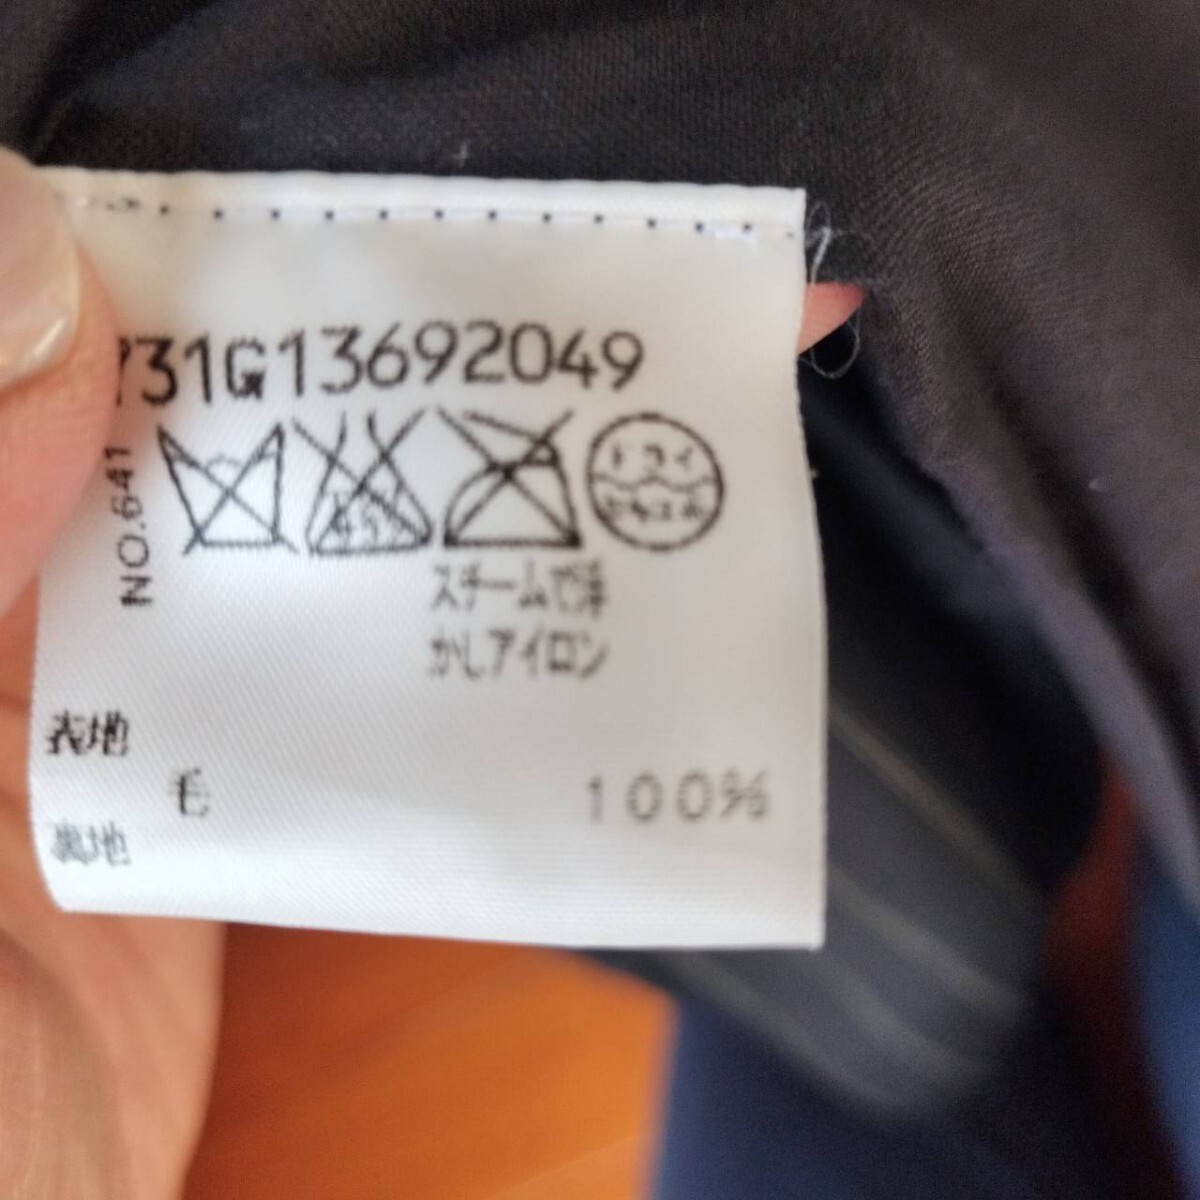 731G13692049
NO.641
ドライ
セキユ系
スチームで浮
かしアイロン
表地
毛 100%
裏地